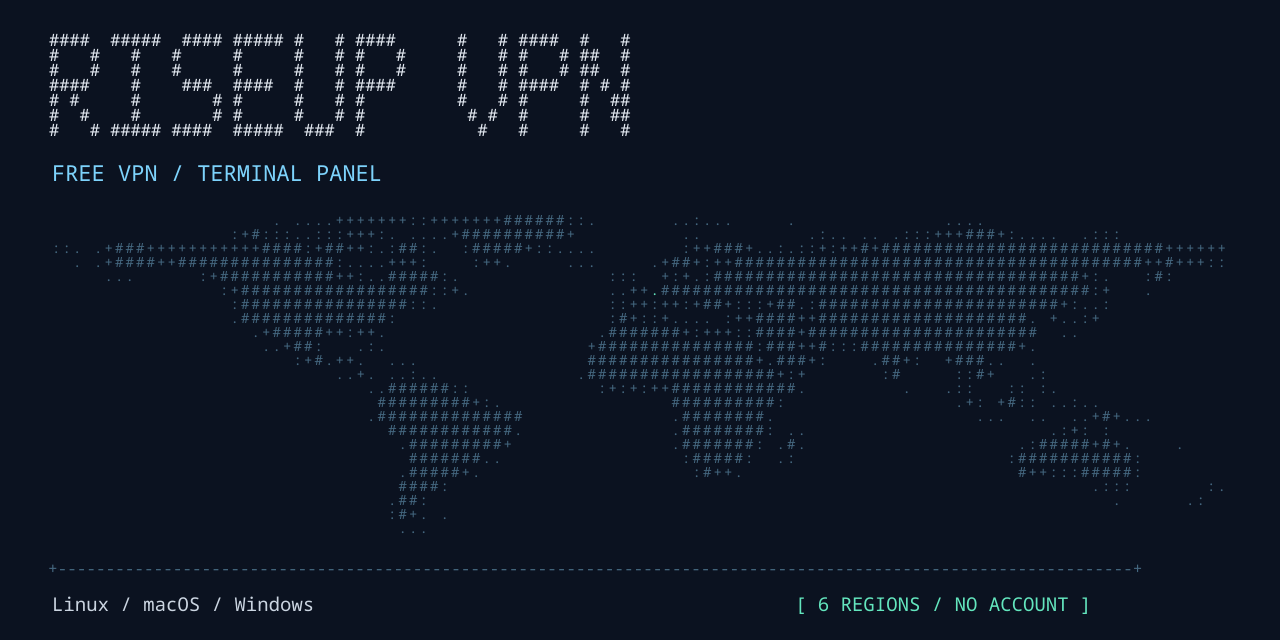 RISEUP VPN
FREE VPN / TERMINAL PANEL
Linux / macOS / Windows
[ 6 REGIONS / NO ACCOUNT ]